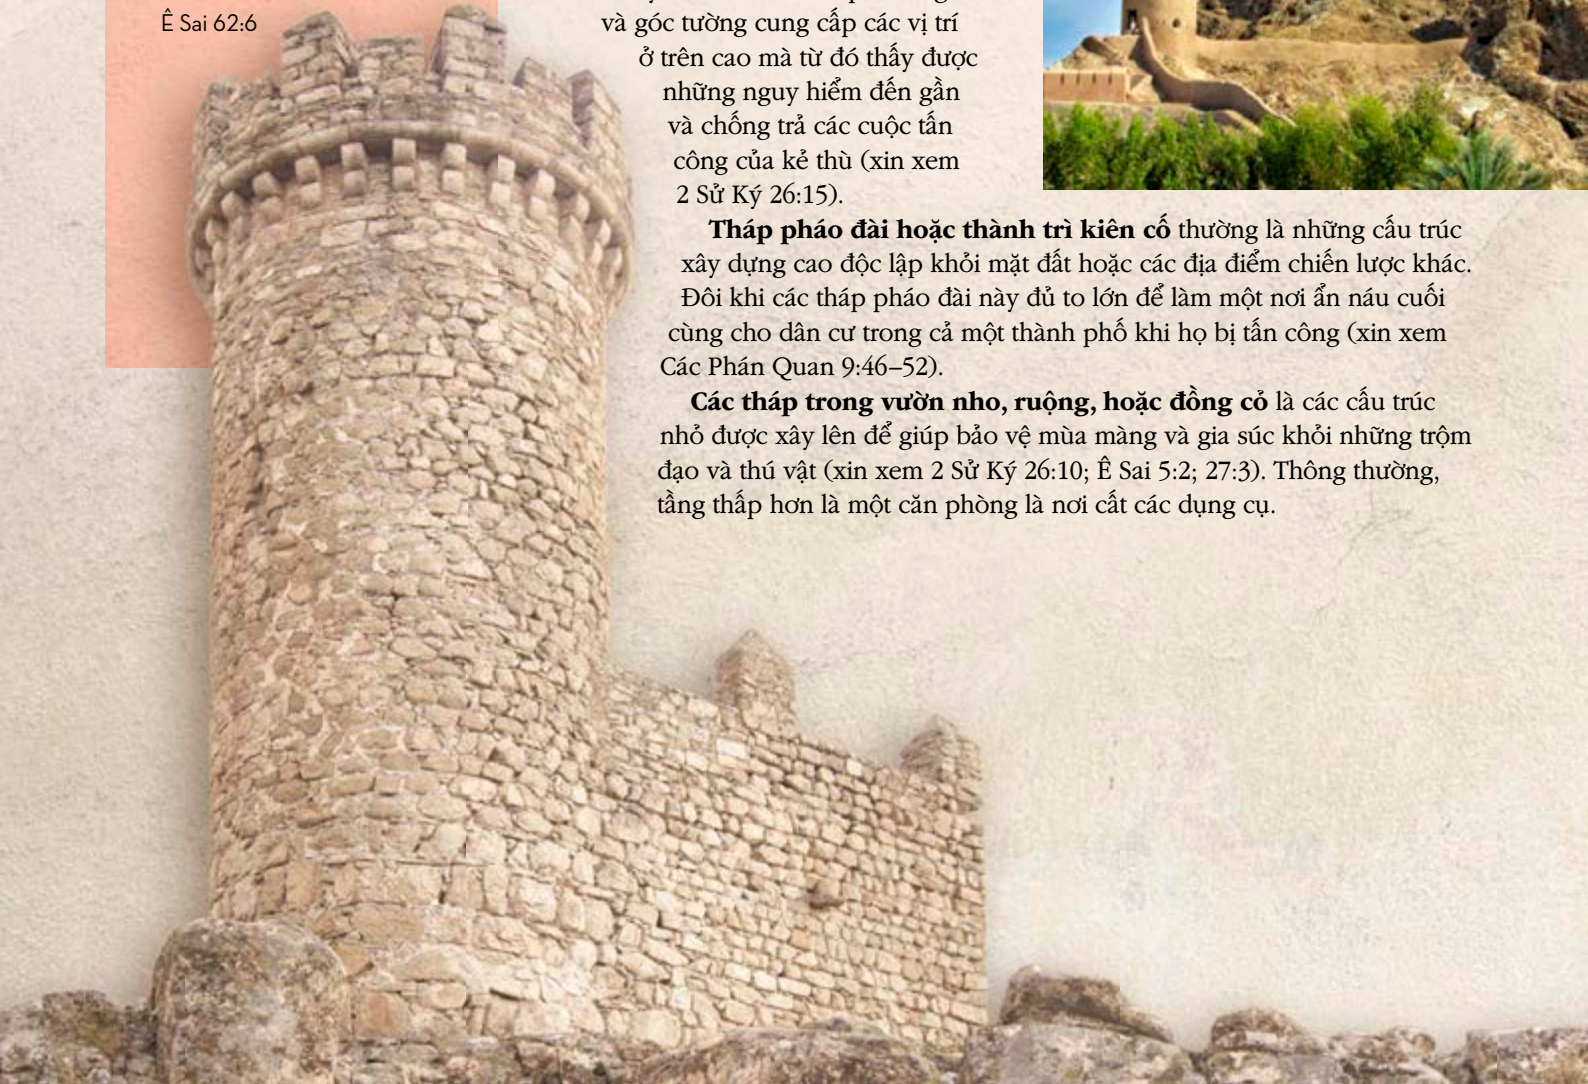 Ê Sai 62:6
và góc tường cung cấp các vị trí
ở trên cao mà từ đó thấy được
những nguy hiểm đến gần
và chống trả các cuộc tấn
công của kẻ thù (xin xem
2 Sử Ký 26:15).
Tháp pháo đài hoặc thành trì kiên cố thường là những cấu trúc
xây dựng cao độc lập khỏi mặt đất hoặc các địa điểm chiến lược khác.
Đôi khi các tháp pháo đài này đủ to lớn để làm một nơi ẩn náu cuối
cùng cho dân cư trong cả một thành phố khi họ bị tấn công (xin xem
Các Phán Quan 9:46–52).
Các tháp trong vườn nho, ruộng, hoặc đồng cỏ là các cấu trúc
nhỏ được xây lên để giúp bảo vệ mùa màng và gia súc khỏi những trộm
đạo và thú vật (xin xem 2 Sử Ký 26:10; Ê Sai 5:2; 27:3). Thông thường,
tầng thấp hơn là một căn phòng là nơi cất các dụng cụ.